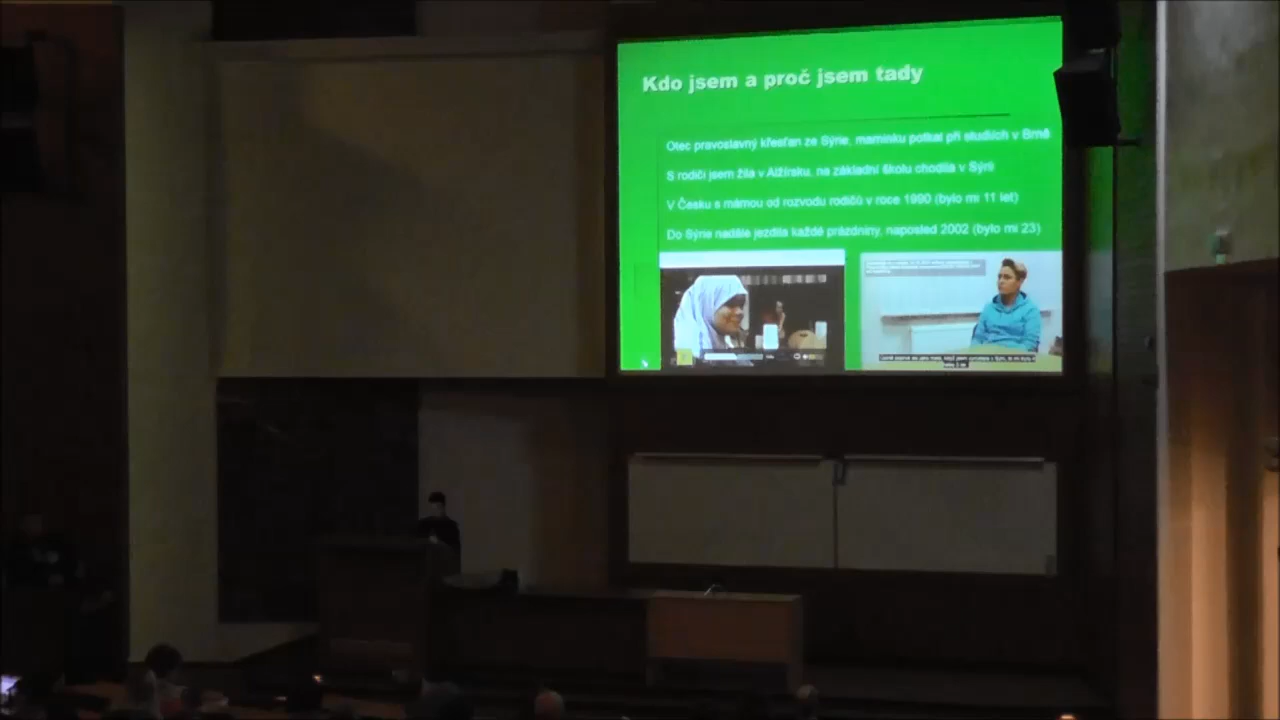 Kdo jsem a proč jsem tady
Otec pravoslavný křesťan ze Sýrie, maminku potkal při studiích v Brně
S rodiči jsem žila v Alžírsku, na základní školu chodila v Sýrii
V Česku s mámou od rozvodu rodičů v roce 1990 (bylo mi 11 let)
Do Sýrie nadále jezdila každé prázdniny, naposled 2002 (bylo mi 23)